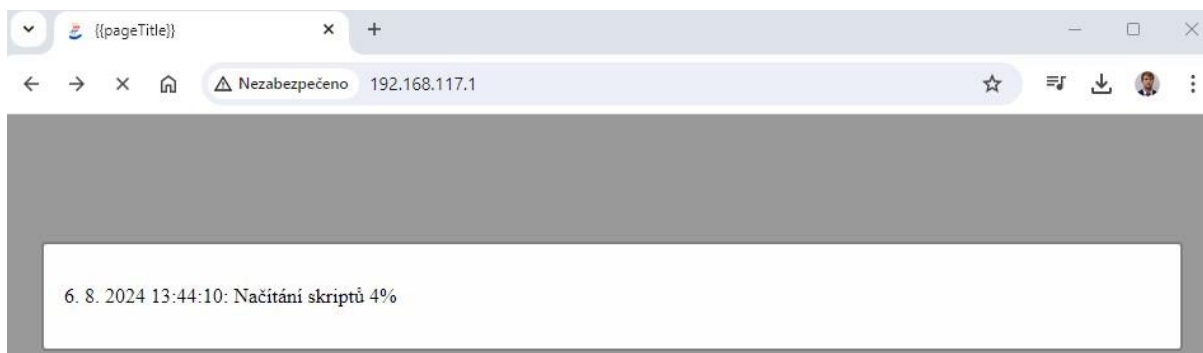 {{pageTitle}}
Nezabezpečeno 192.168.117.1
6. 8. 2024 13:44:10: Načítání skriptů 4%